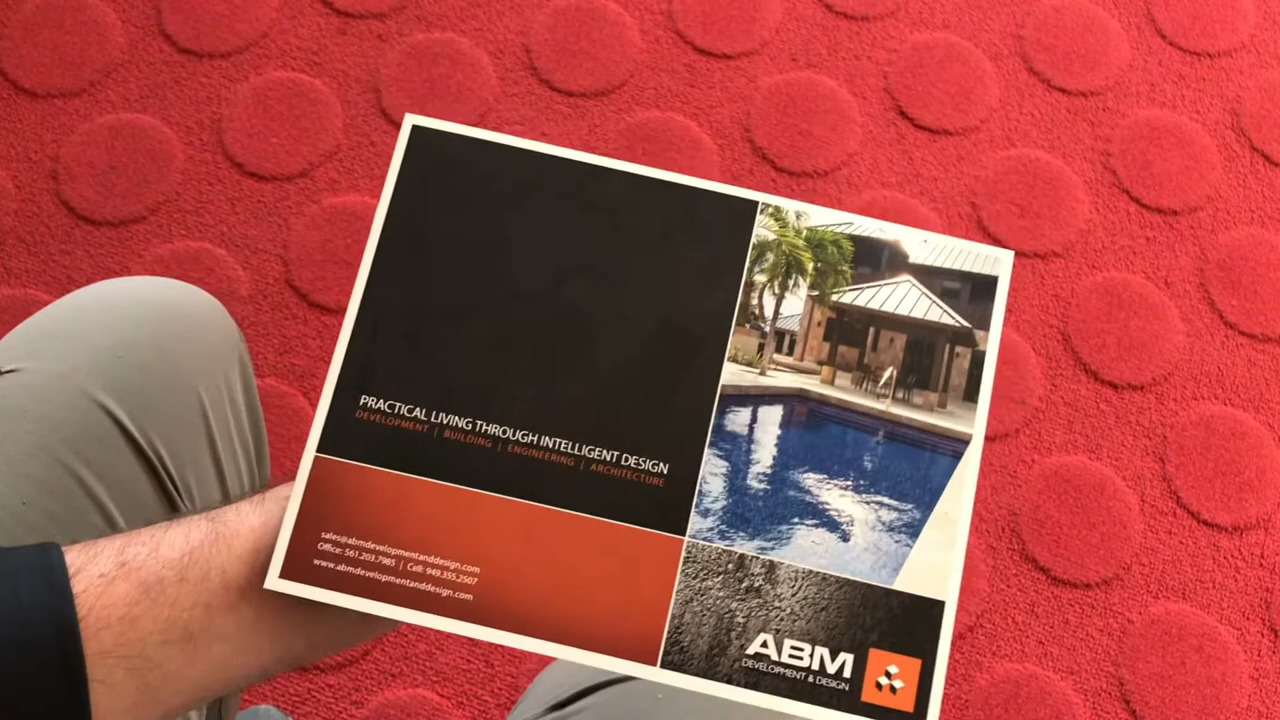 PRACTICAL LIVING THROUGH INTELLIGENT DESIGN
DEVELOPMENT | BUILDING | ENGINEERING | ARCHITECTURE
sales@abmdevelopmentanddesign.com
Office: 561.203.7985 | Cell: 949.355.2507
www.abmdevelopmentanddesign.com
ABM
DEVELOPMENT & DESIGN